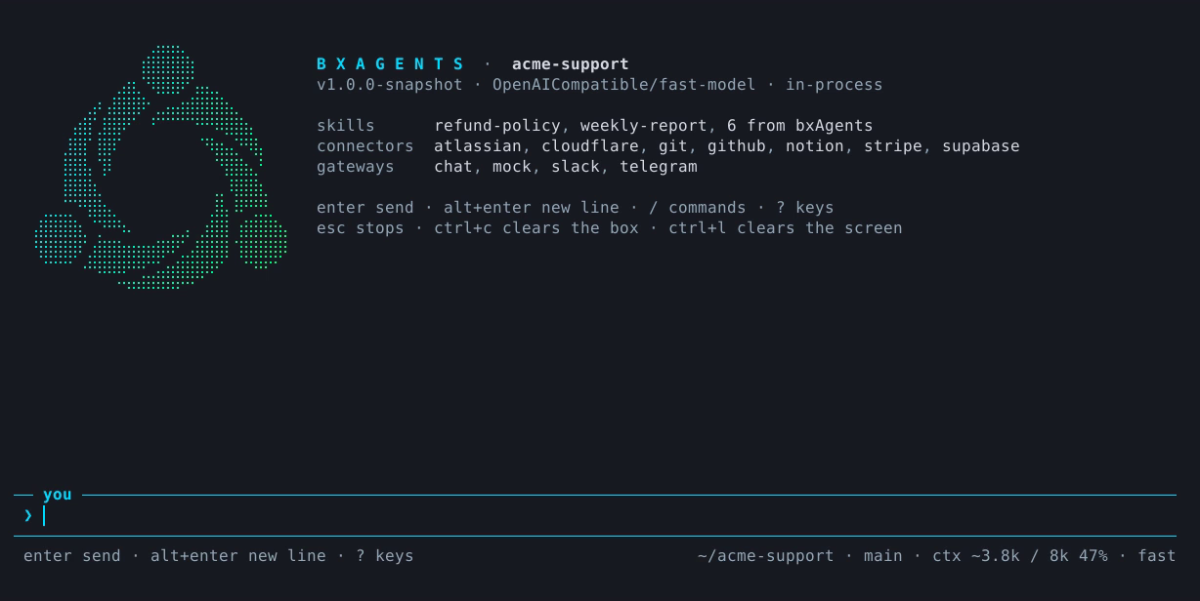 B X A G E N T S · acme-support
v1.0.0-snapshot · OpenAICompatible/fast-model · in-process
skills refund-policy, weekly-report, 6 from bxAgents
connectors atlassian, cloudflare, git, github, notion, stripe, supabase
gateways chat, mock, slack, telegram
enter send · alt+enter new line · / commands · ? keys
esc stops · ctrl+c clears the box · ctrl+l clears the screen
you
❯
enter send · alt+enter new line · ? keys ~/acme-support · main · ctx ~3.8k / 8k 47% · fast